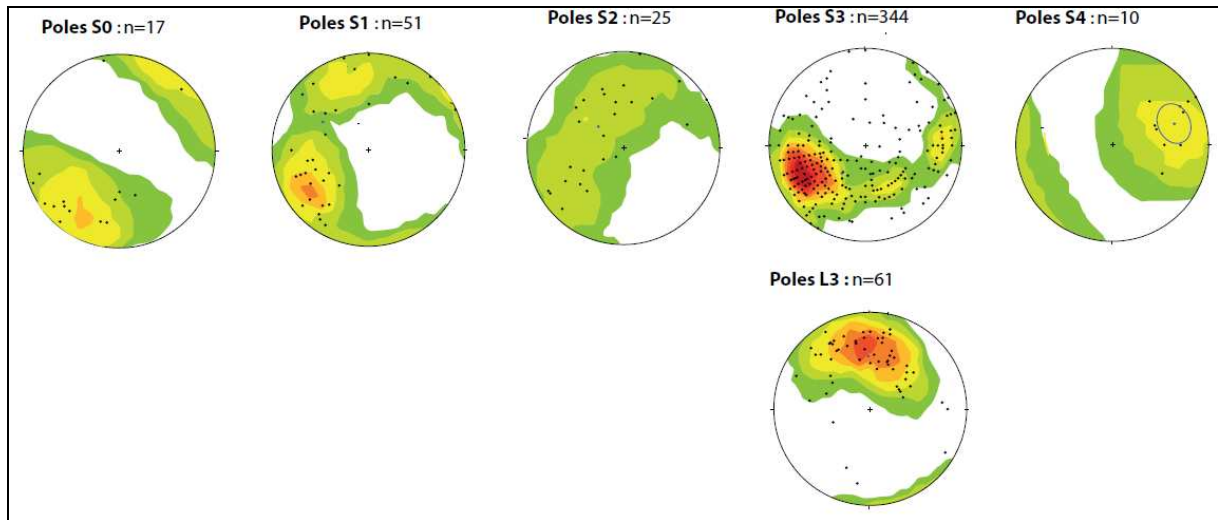 Poles S0 : n=17
Poles S1 : n=51
Poles S2 : n=25
Poles S3 : n=344
Poles S4 : n=10
Poles L3 : n=61